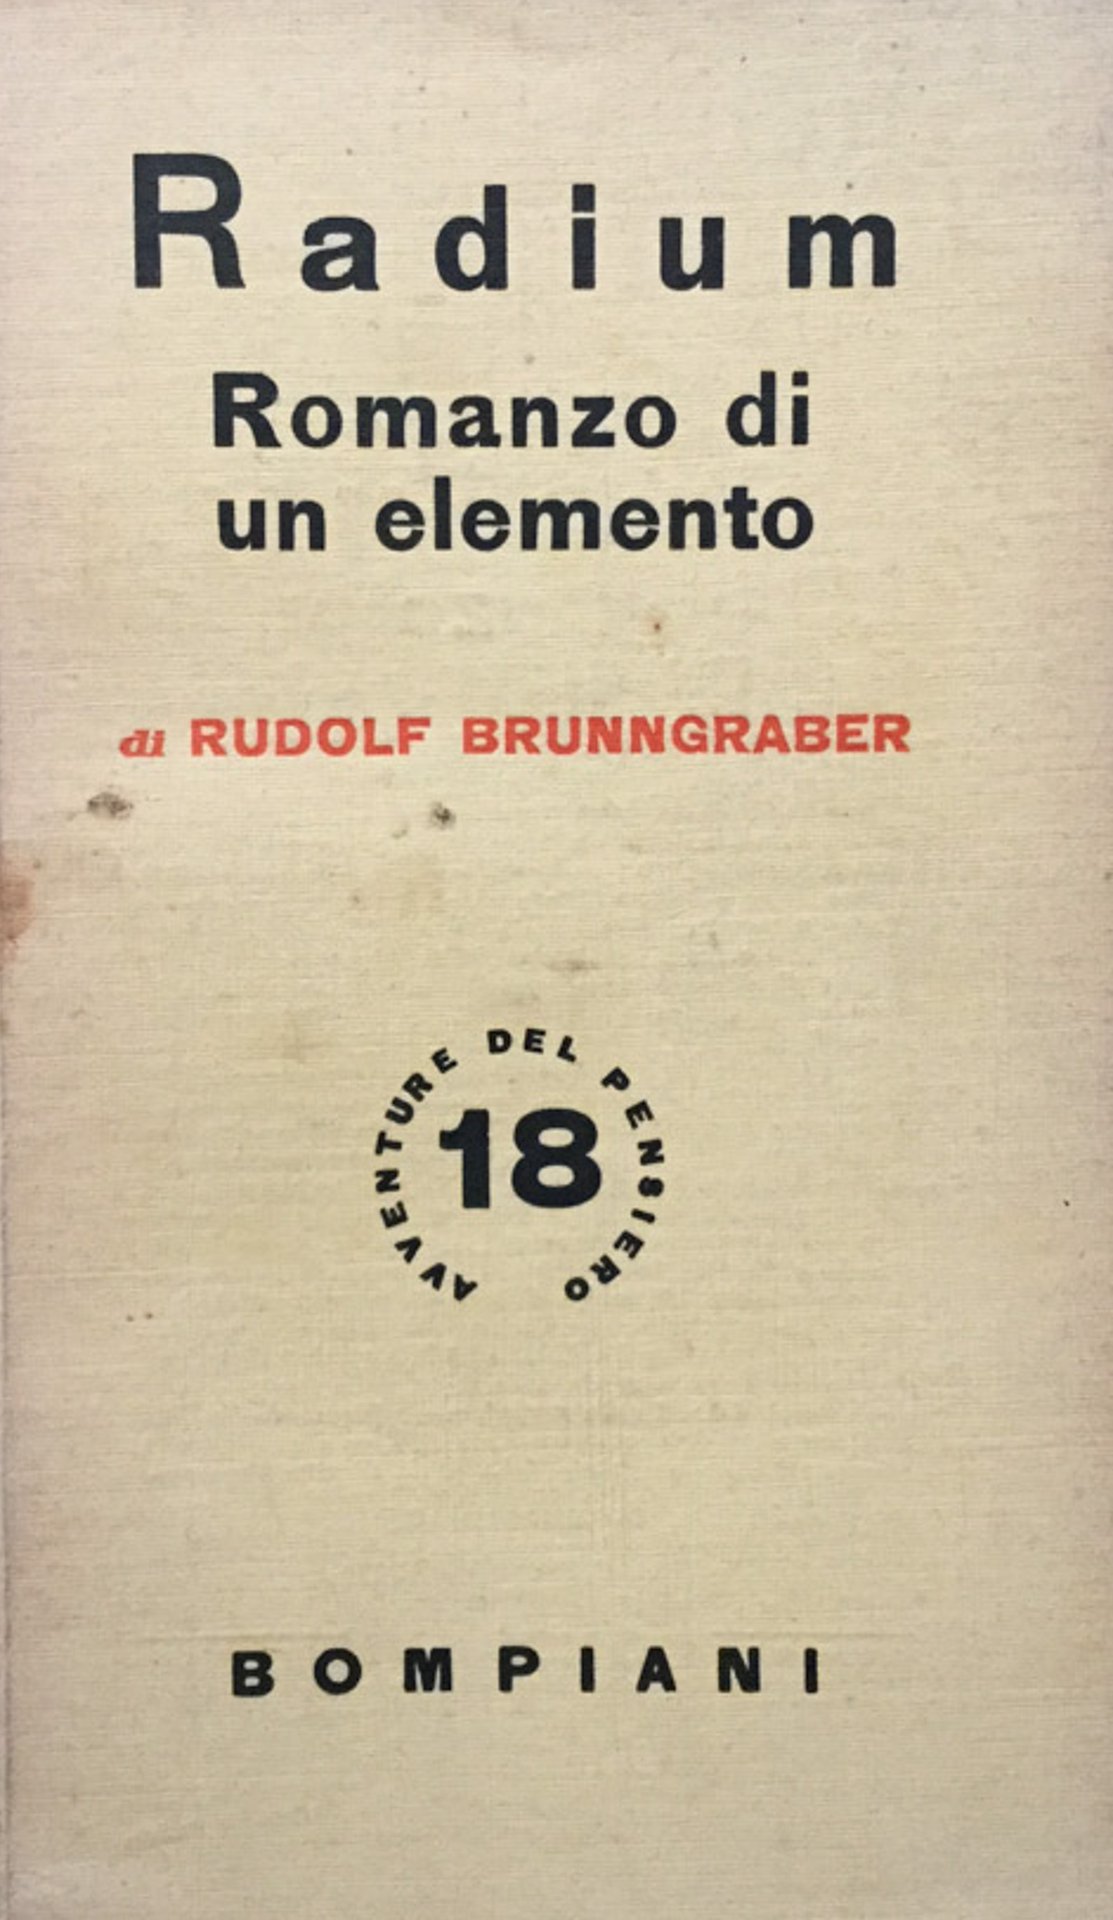 Radium
Romanzo di
un elemento
di RUDOLF BRUNNGRABER
AVVENTURE DEL PENSIERO
18
BOMPIANI